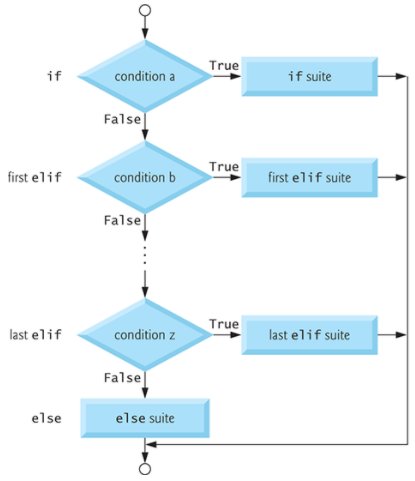 True
if condition a if suite
False
True
first elif condition b first elif suite
False
True
last elif condition z last elif suite
False
else else suite